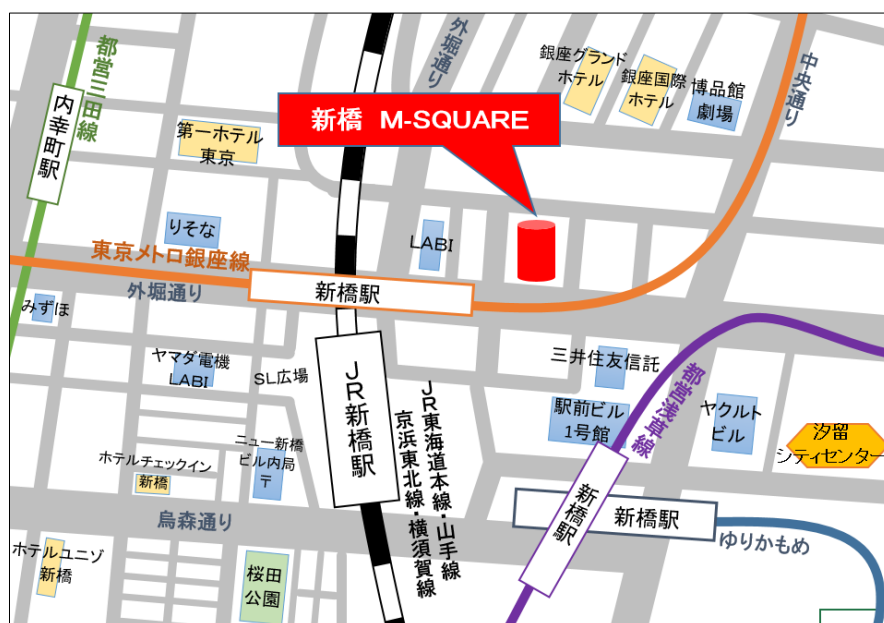 都営三田線
内幸町駅
外堀通り
銀座グランド
ホテル
銀座国際
ホテル
博品館
劇場
中央通り
新橋 M-SQUARE
第一ホテル
東京
りそな
LABI
東京メトロ銀座線
外堀通り
新橋駅
みずほ
ヤマダ電機
LABI
SL広場
JR新橋駅
JR東海道本線・山手線
京浜東北線・横須賀線
三井住友信託
駅前ビル
1号館
都営浅草線
ヤクルト
ビル
汐留
シティセンター
ホテルチェックイン
新橋
ニュー新橋
ビル内局
〒
烏森通り
新橋駅
新橋駅
ゆりかもめ
ホテルユニゾ
新橋
桜田
公園